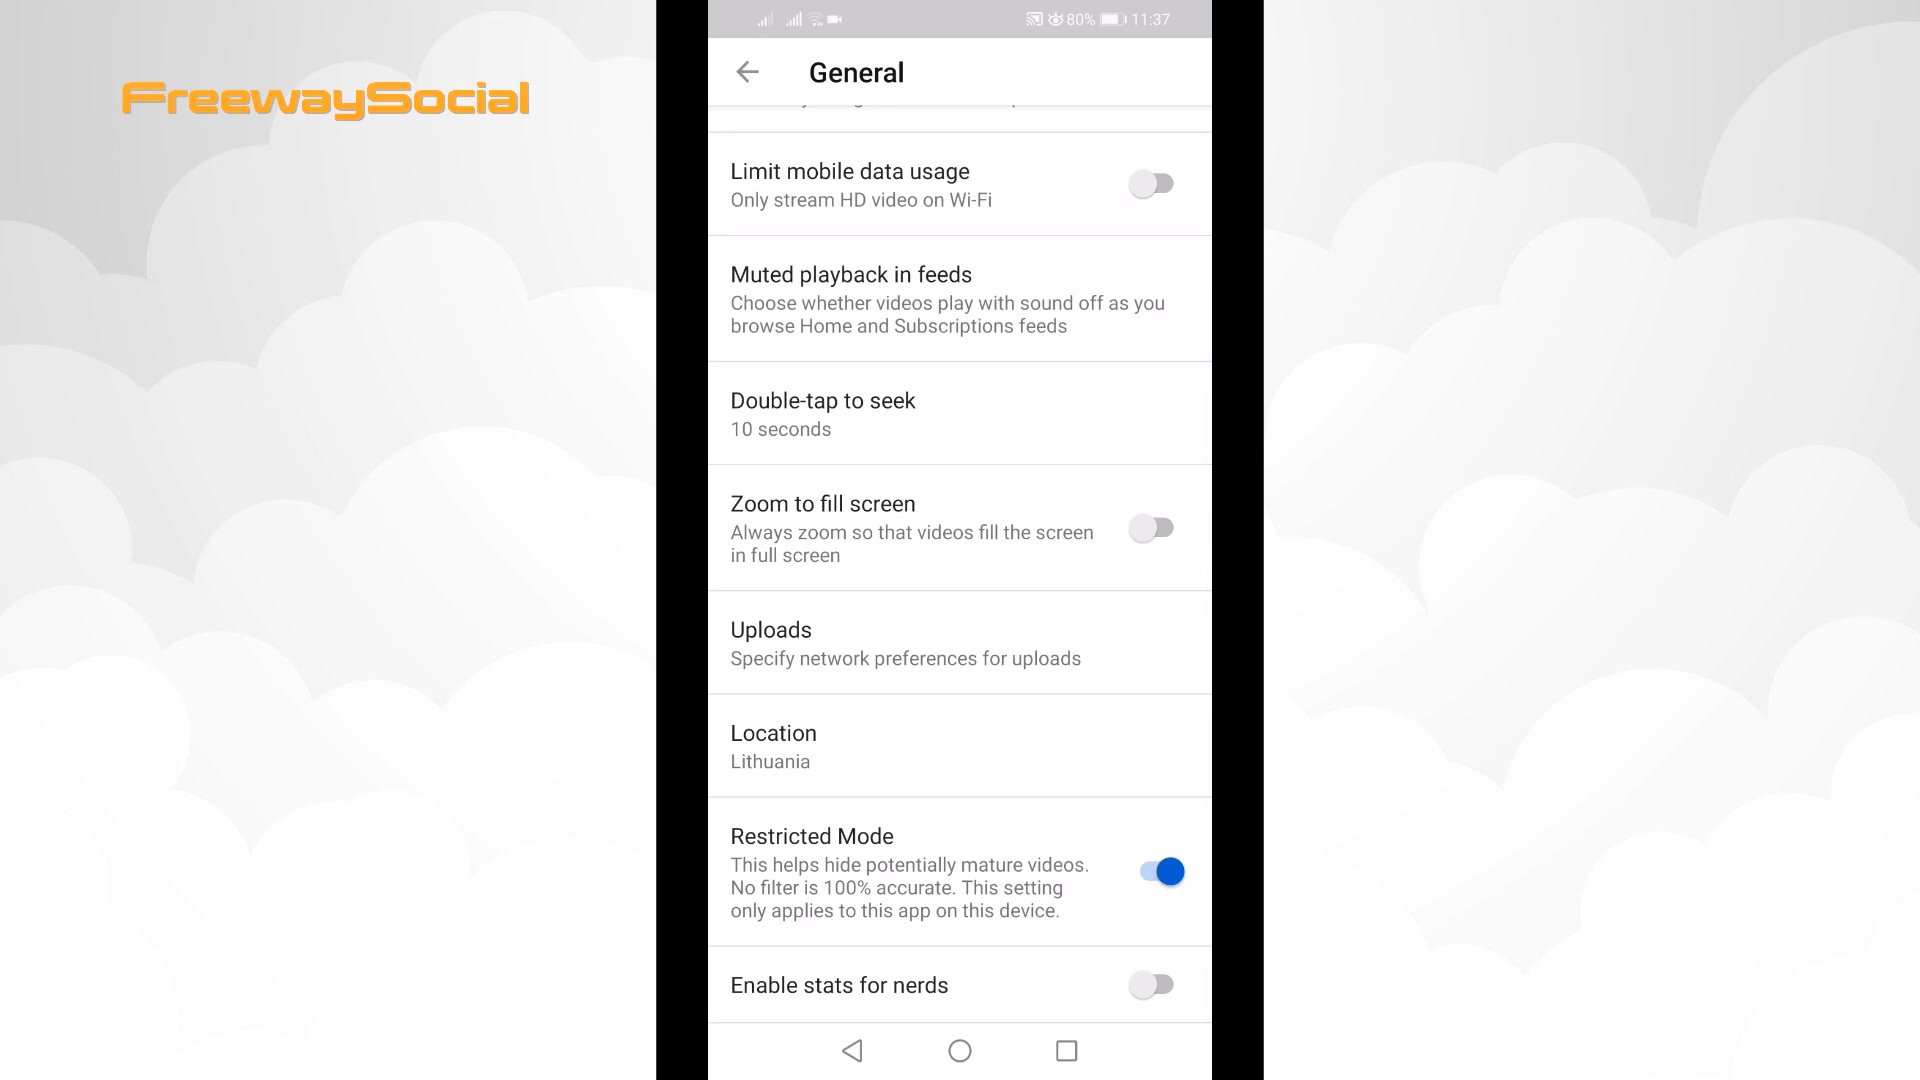 FreewaySocial
80% 11:37
General
Limit mobile data usage
Only stream HD video on Wi-Fi
Muted playback in feeds
Choose whether videos play with sound off as you
browse Home and Subscriptions feeds
Double-tap to seek
10 seconds
Zoom to fill screen
Always zoom so that videos fill the screen
in full screen
Uploads
Specify network preferences for uploads
Location
Lithuania
Restricted Mode
This helps hide potentially mature videos.
No filter is 100% accurate. This setting
only applies to this app on this device.
Enable stats for nerds